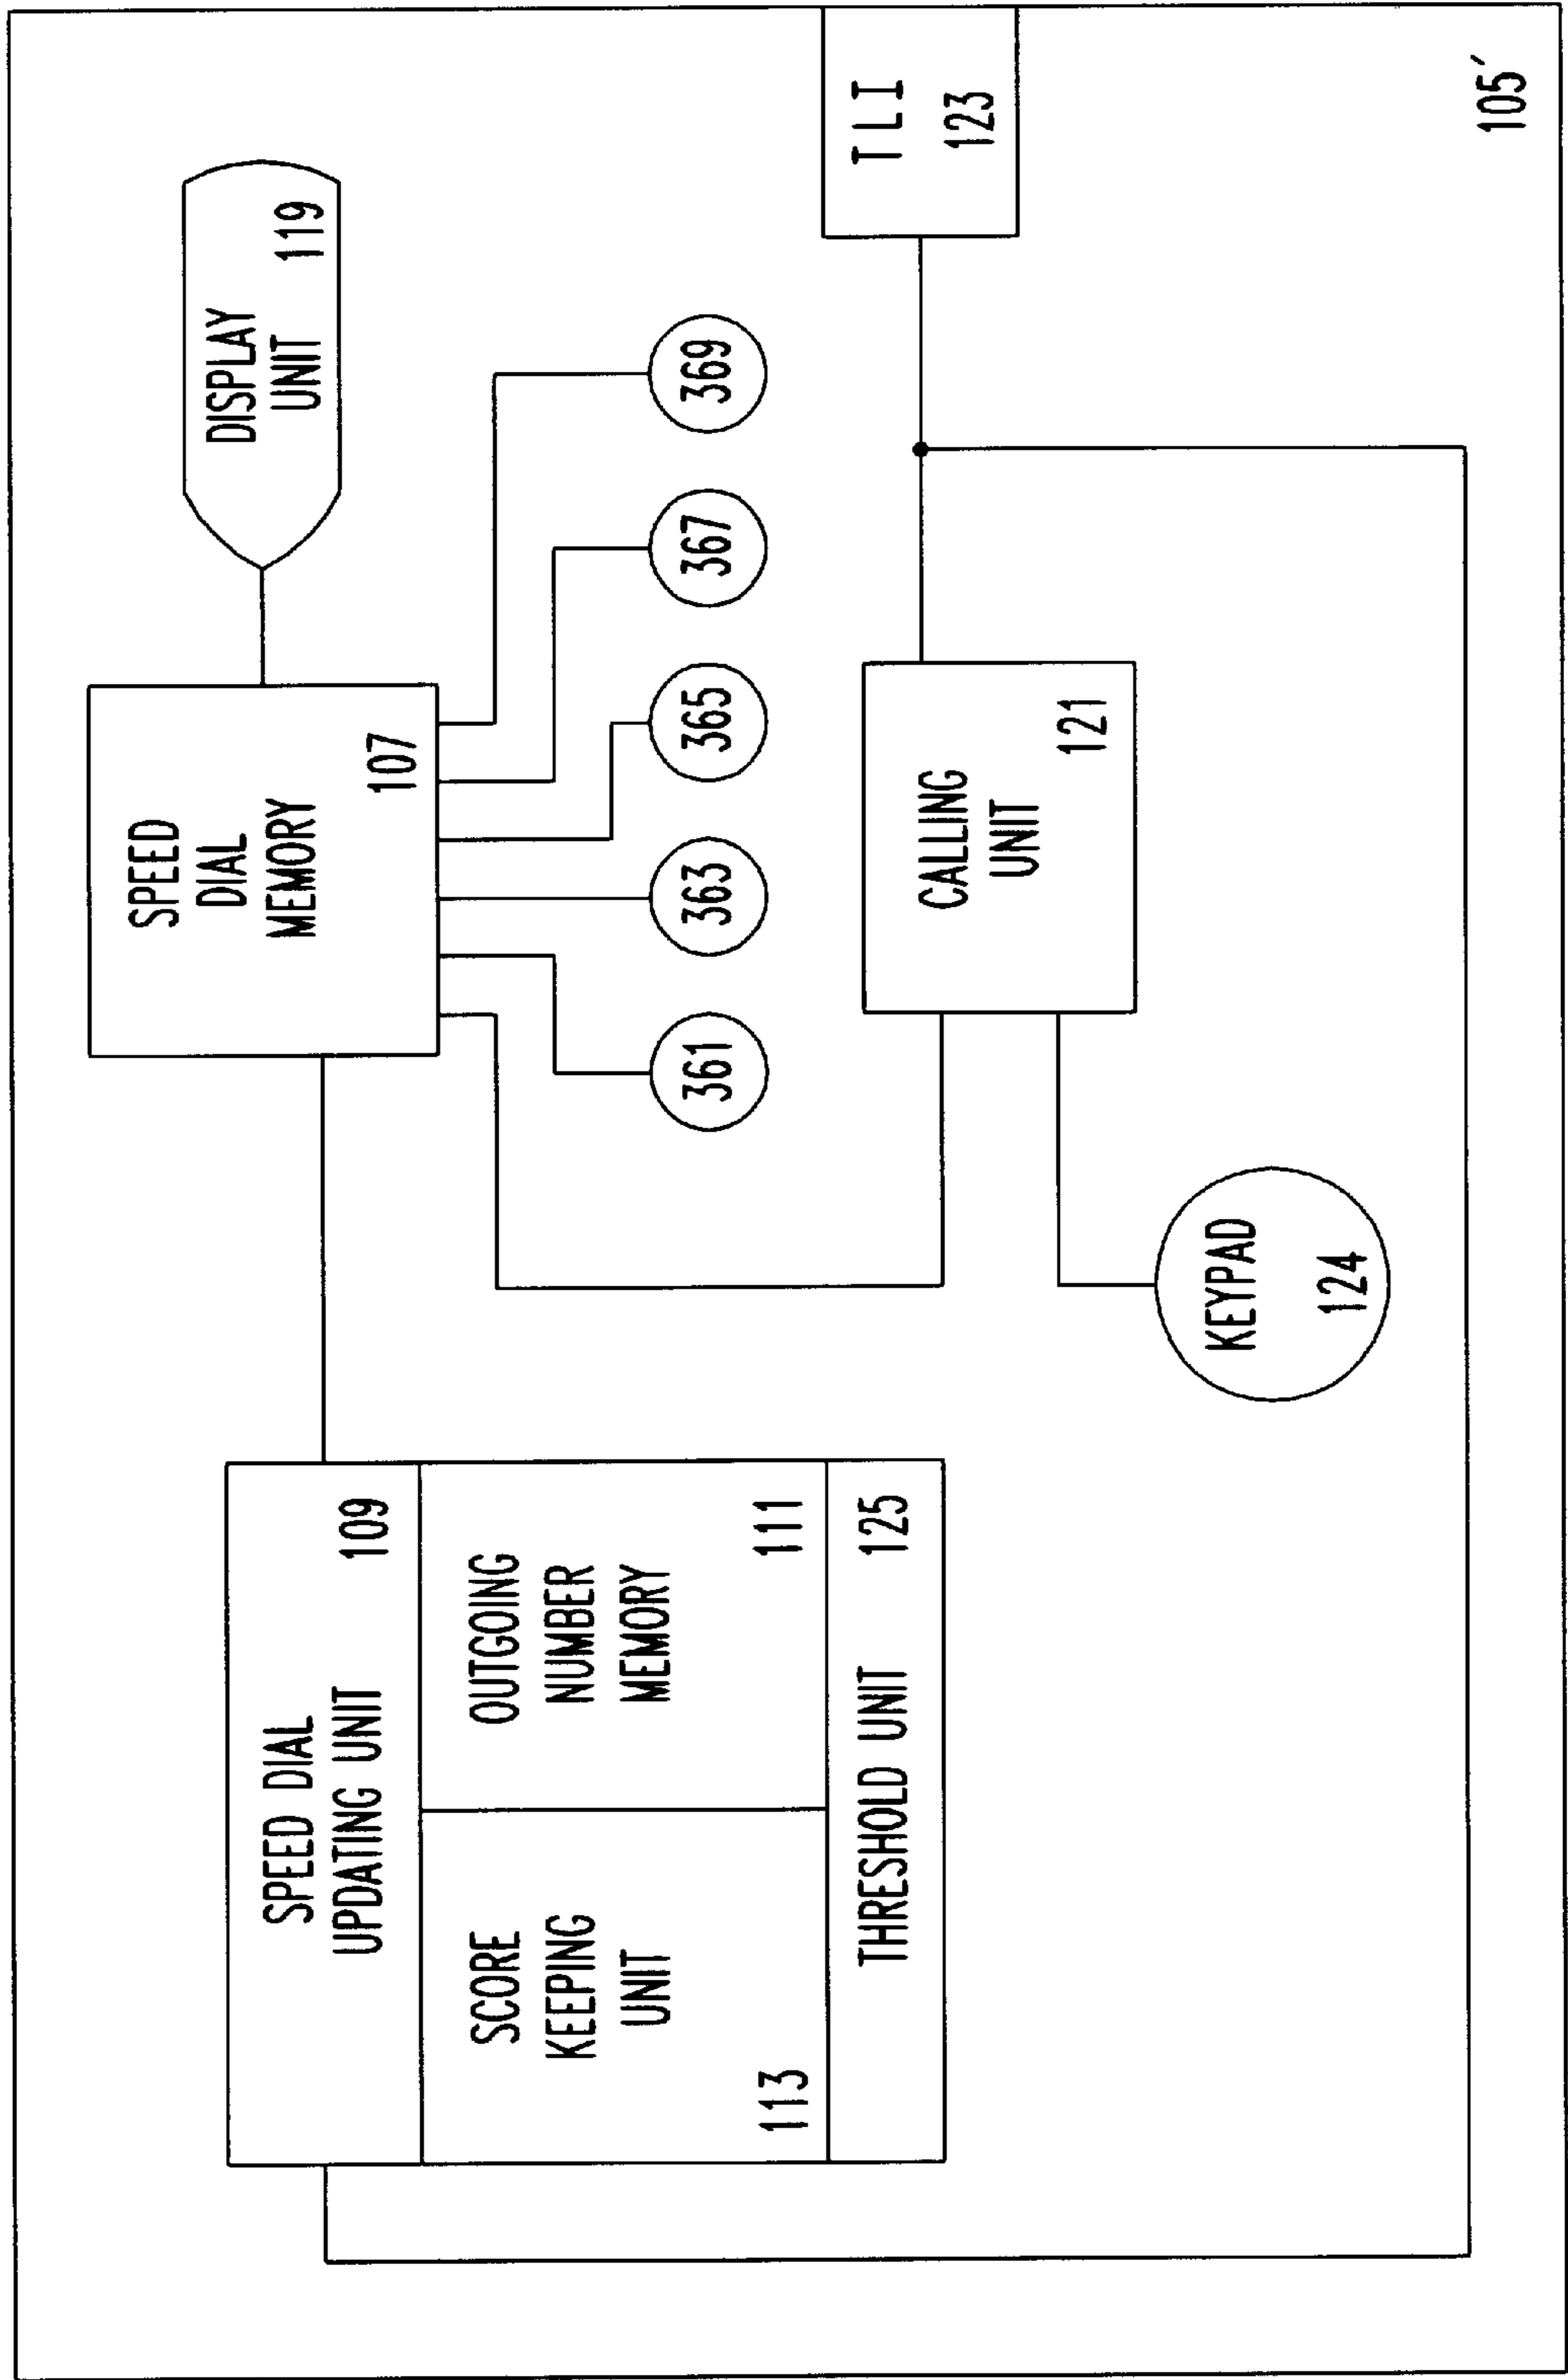 SPEED
DIAL
MEMORY
107
DISPLAY
UNIT 119
SPEED DIAL
UPDATING UNIT 109
SCORE
KEEPING
UNIT
113
OUTGOING
NUMBER
MEMORY
111
THRESHOLD UNIT 125
361
363
365
367
369
CALLING
UNIT
121
TLI
123
KEYPAD
124
105´